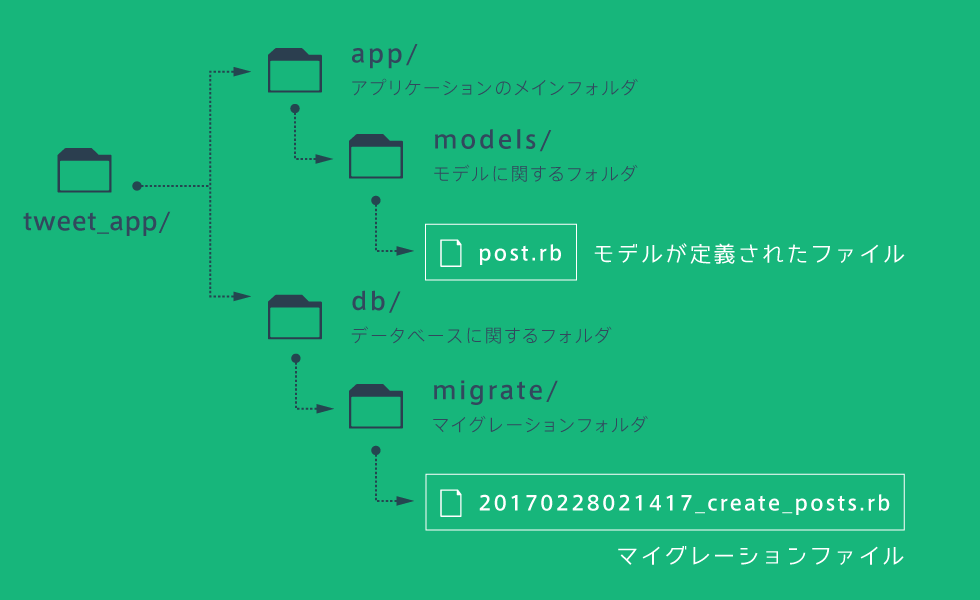 tweet_app/
app/
アプリケーションのメインフォルダ
models/
モデルに関するフォルダ
post.rb
モデルが定義されたファイル
db/
データベースに関するフォルダ
migrate/
マイグレーションフォルダ
20170228021417_create_posts.rb
マイグレーションファイル